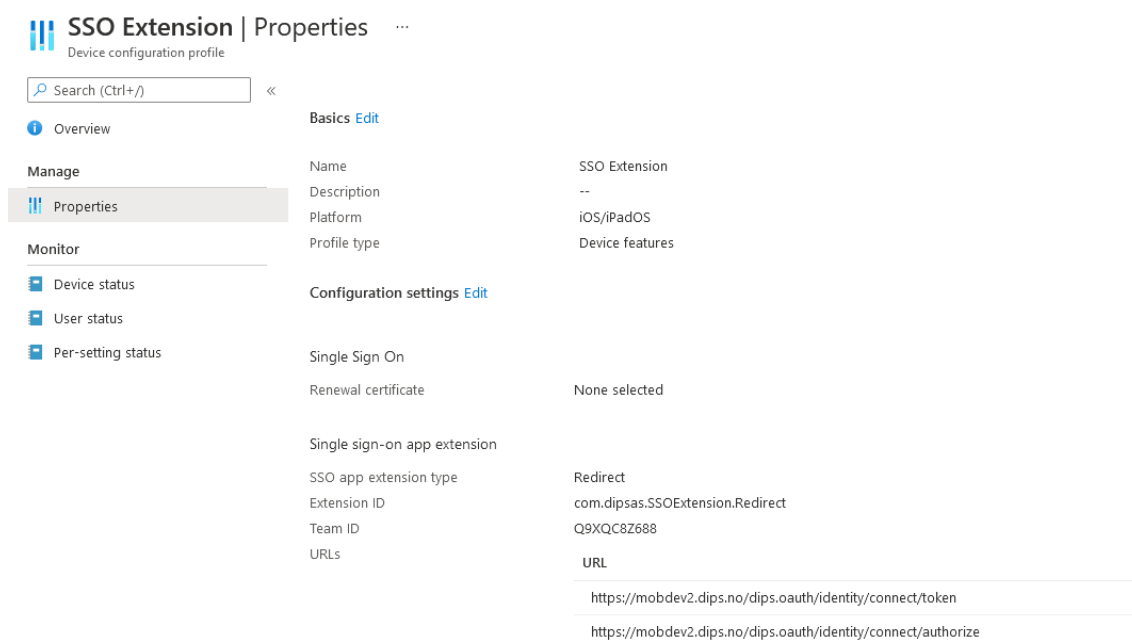 SSO Extension | Properties ...
Device configuration profile
Search (Ctrl+/)
«
Overview
Manage
Properties
Monitor
Device status
User status
Per-setting status
Basics Edit
Name SSO Extension
Description --
Platform iOS/iPadOS
Profile type Device features
Configuration settings Edit
Single Sign On
Renewal certificate None selected
Single sign-on app extension
SSO app extension type Redirect
Extension ID com.dipsas.SSOExtension.Redirect
Team ID Q9XQC8Z688
URLs
URL
https://mobdev2.dips.no/dips.oauth/identity/connect/token
https://mobdev2.dips.no/dips.oauth/identity/connect/authorize